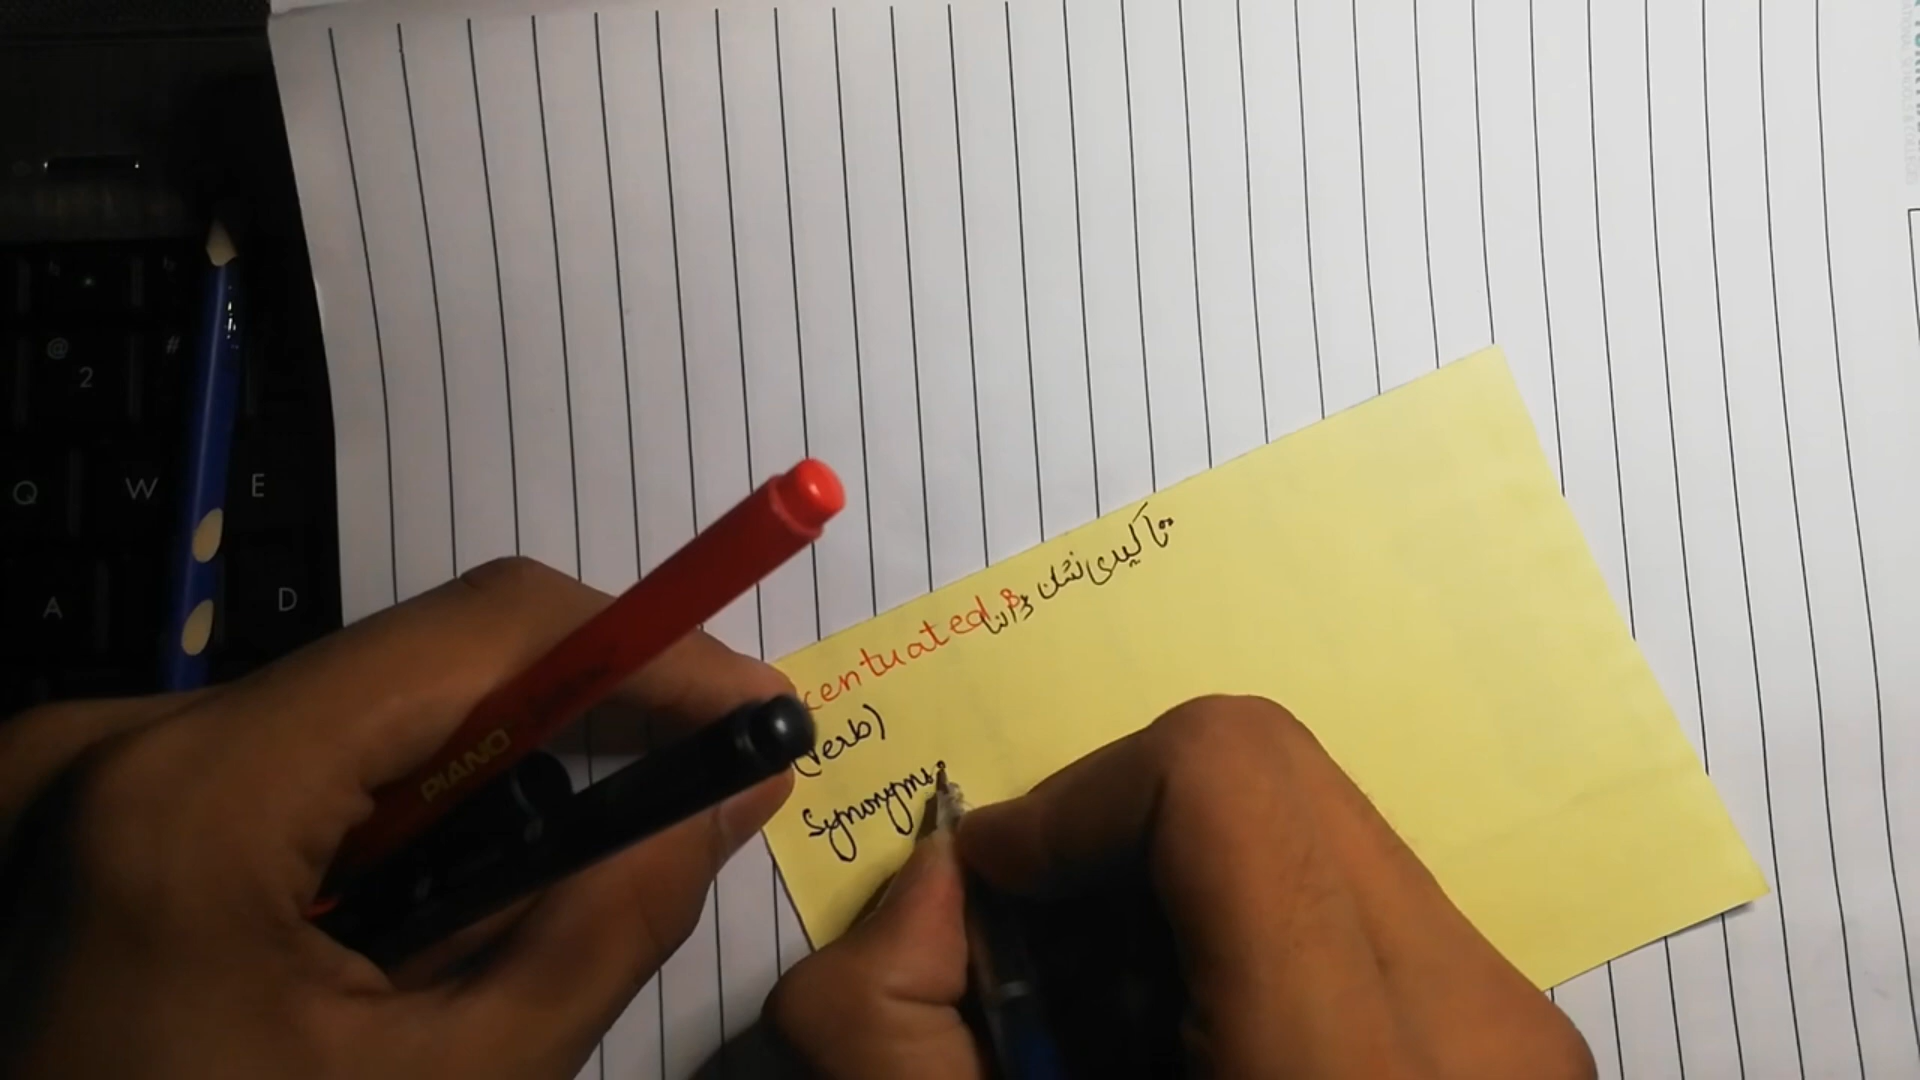 centuated : تاکیدی نشان ڈالنا
(Verb)
Synonyms:
PIANO
@
2
#
Q W E
A D